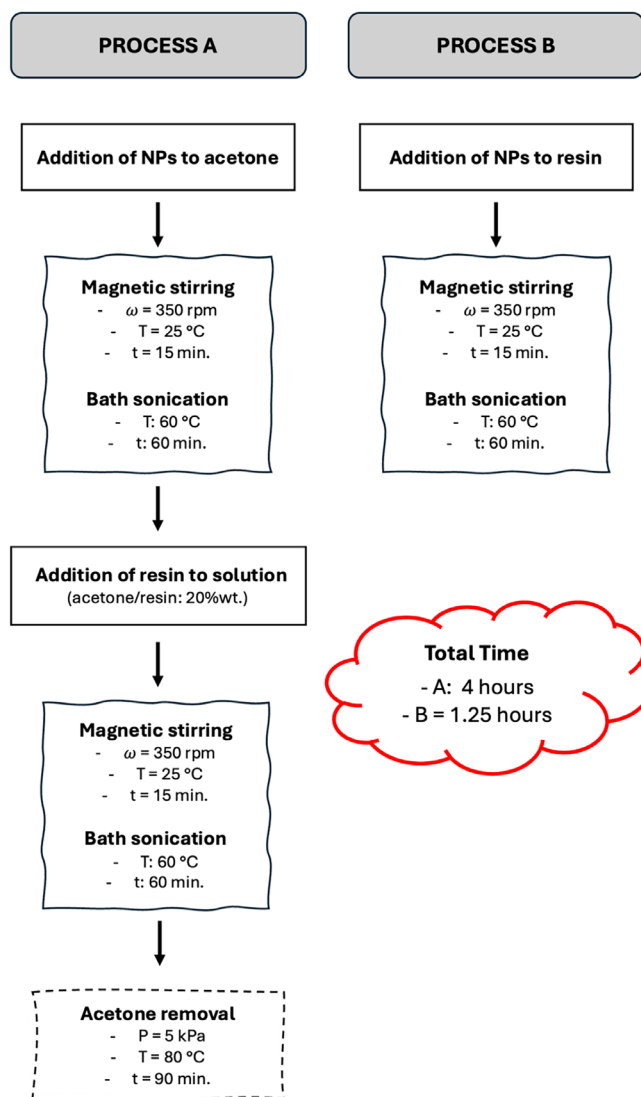 PROCESS A
Addition of NPs to acetone
Magnetic stirring
- ω = 350 rpm
- T = 25 °C
- t = 15 min.
Bath sonication
- T: 60 °C
- t: 60 min.
Addition of resin to solution
(acetone/resin: 20%wt.)
Magnetic stirring
- ω = 350 rpm
- T = 25 °C
- t = 15 min.
Bath sonication
- T: 60 °C
- t: 60 min.
Acetone removal
- P = 5 kPa
- T = 80 °C
- t = 90 min.
PROCESS B
Addition of NPs to resin
Magnetic stirring
- ω = 350 rpm
- T = 25 °C
- t = 15 min.
Bath sonication
- T: 60 °C
- t: 60 min.
Total Time
- A: 4 hours
- B = 1.25 hours